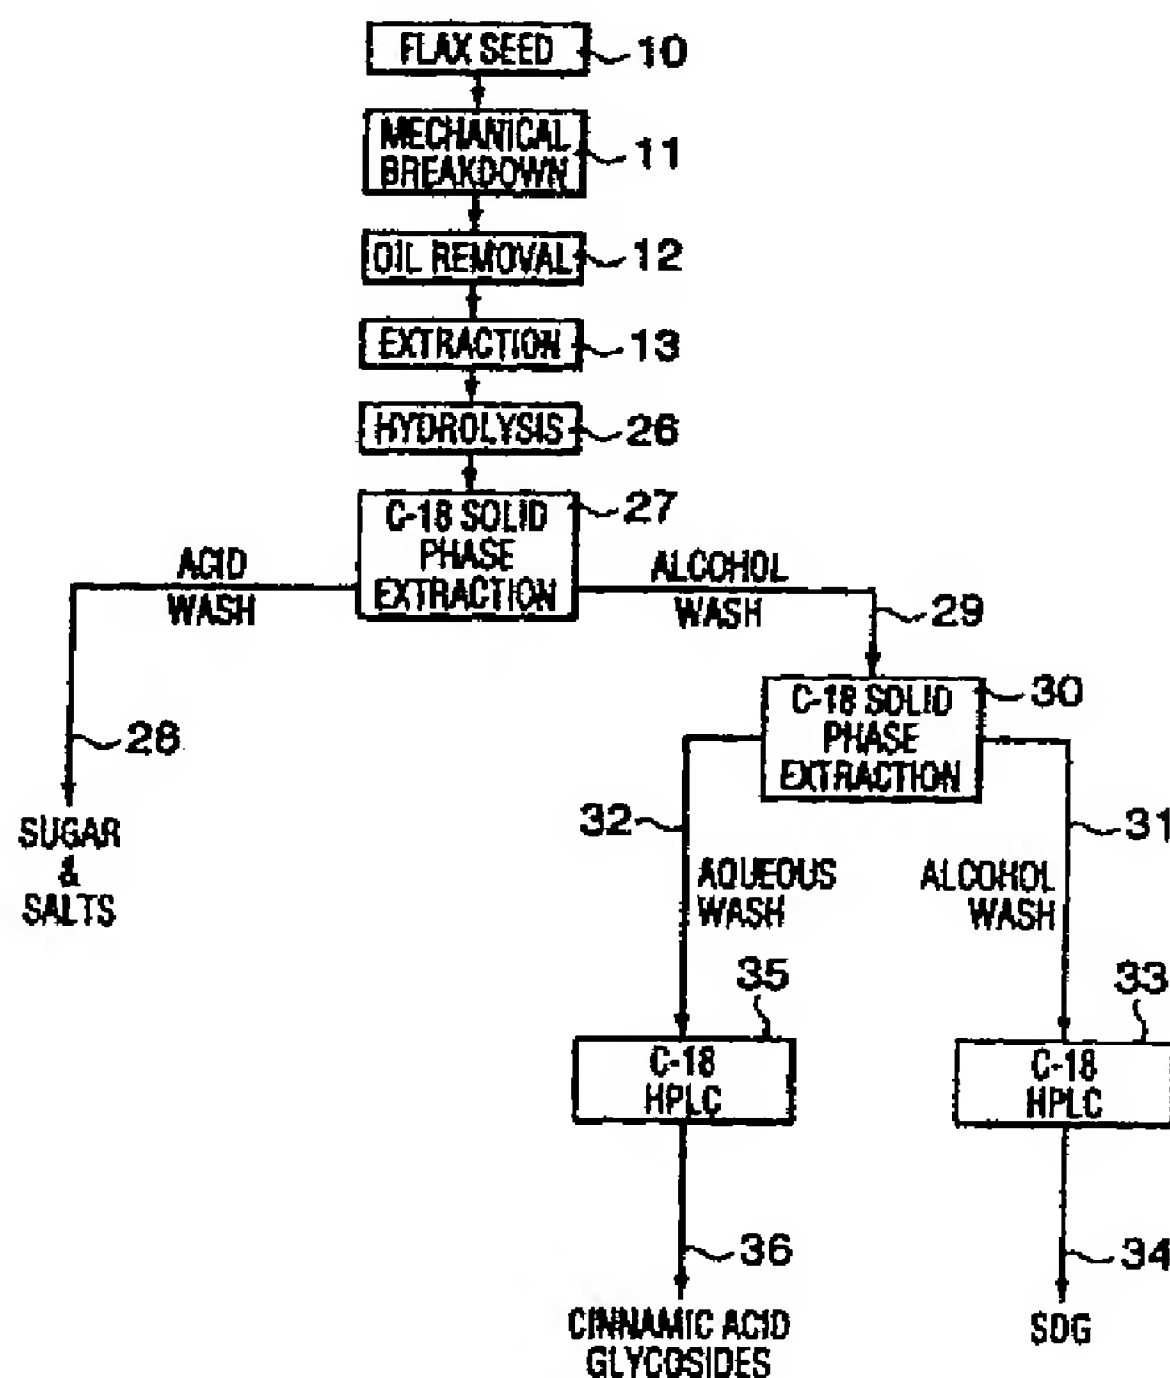 FLAX SEED
10
MECHANICAL
BREAKDOWN
11
OIL REMOVAL
12
EXTRACTION
13
HYDROLYSIS
26
C-18 SOLID
PHASE
EXTRACTION
27
ACID
WASH
ALCOHOL
WASH
28
29
SUGAR
&
SALTS
C-18 SOLID
PHASE
EXTRACTION
30
32
31
AQUEOUS
WASH
ALCOHOL
WASH
35
33
C-18
HPLC
C-18
HPLC
36
34
CINNAMIC ACID
GLYCOSIDES
SDG